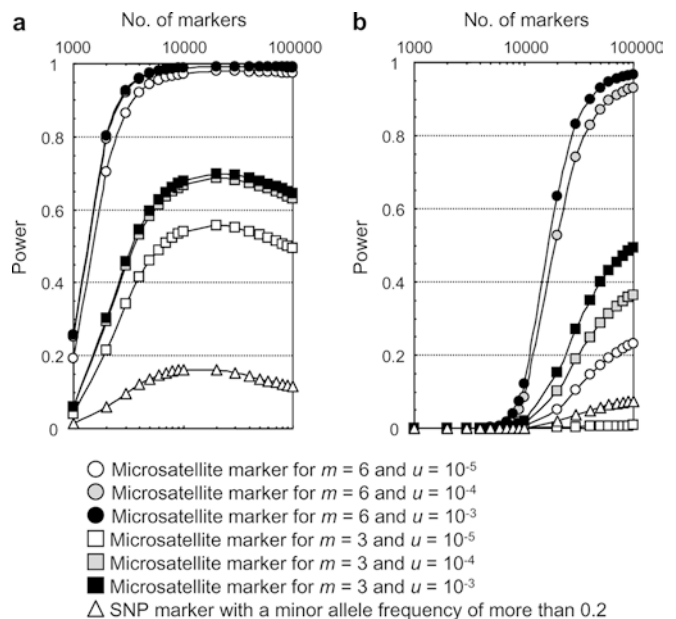 a
No. of markers
1000 10000 100000
1
0.8
0.6
0.4
0.2
0
Power
b
No. of markers
1000 10000 100000
1
0.8
0.6
0.4
0.2
0
Power
Microsatellite marker for m = 6 and u = 10⁻⁵
Microsatellite marker for m = 6 and u = 10⁻⁴
Microsatellite marker for m = 6 and u = 10⁻³
Microsatellite marker for m = 3 and u = 10⁻⁵
Microsatellite marker for m = 3 and u = 10⁻⁴
Microsatellite marker for m = 3 and u = 10⁻³
SNP marker with a minor allele frequency of more than 0.2